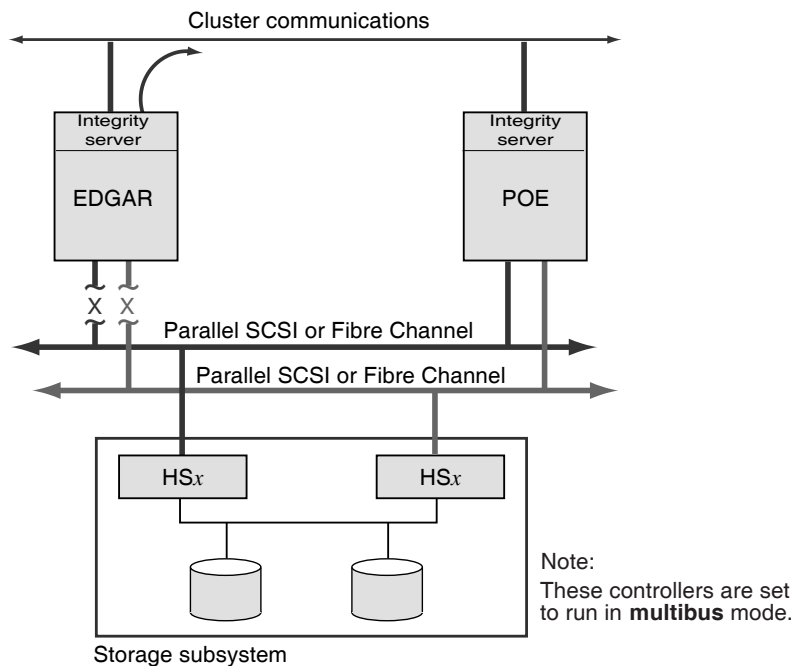 Cluster communications
Integrity
server
EDGAR
Integrity
server
POE
X
X
Parallel SCSI or Fibre Channel
Parallel SCSI or Fibre Channel
HSx
HSx
Note:
These controllers are set
to run in multibus mode.
Storage subsystem